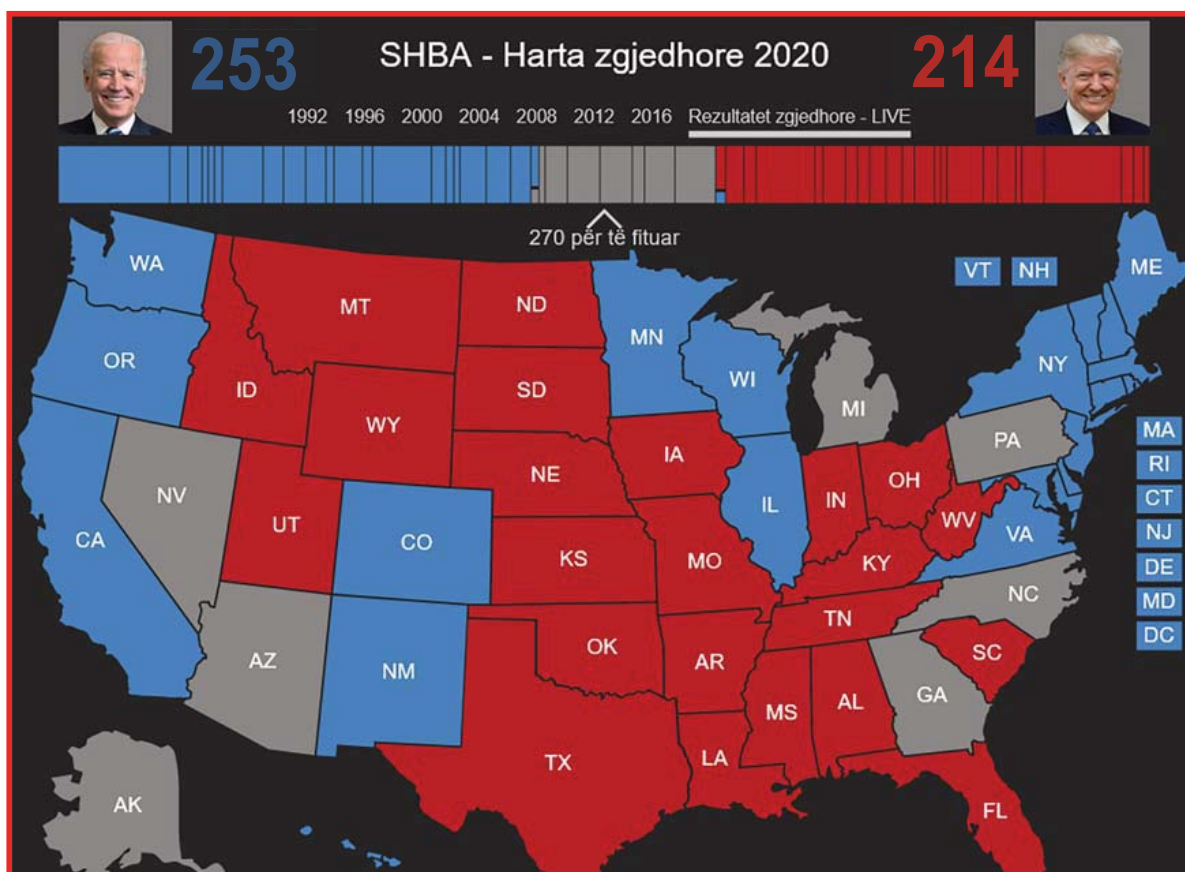 253
SHBA - Harta zgjedhore 2020
214
1992 1996 2000 2004 2008 2012 2016 Rezultatet zgjedhore - LIVE
270 për të fituar
WA
VT NH
ME
MT
ND
MN
OR
ID
SD
WI
NY
WY
MI
MA
PA
IA
RI
NE
NV
OH
IN
IL
CT
UT
WV
CA
CO
VA
NJ
KS
MO
KY
DE
NC
MD
TN
DC
AZ
NM
OK
AR
SC
MS
AL
GA
LA
TX
AK
FL